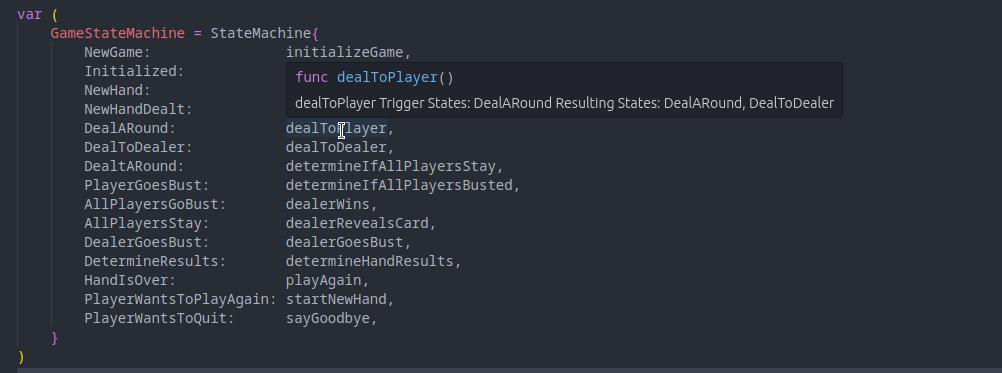 var (
GameStateMachine = StateMachine{
NewGame: initializeGame,
Initialized:
func dealToPlayer()
NewHand:
dealToPlayer Trigger States: DealARound Resulting States: DealARound, DealToDealer
NewHandDealt:
DealARound: dealToPlayer,
DealToDealer: dealToDealer,
DealtARound: determineIfAllPlayersStay,
PlayerGoesBust: determineIfAllPlayersBusted,
AllPlayersGoBust: dealerWins,
AllPlayersStay: dealerRevealsCard,
DealerGoesBust: dealerGoesBust,
DetermineResults: determineHandResults,
HandIsOver: playAgain,
PlayerWantsToPlayAgain: startNewHand,
PlayerWantsToQuit: sayGoodbye,
}
)